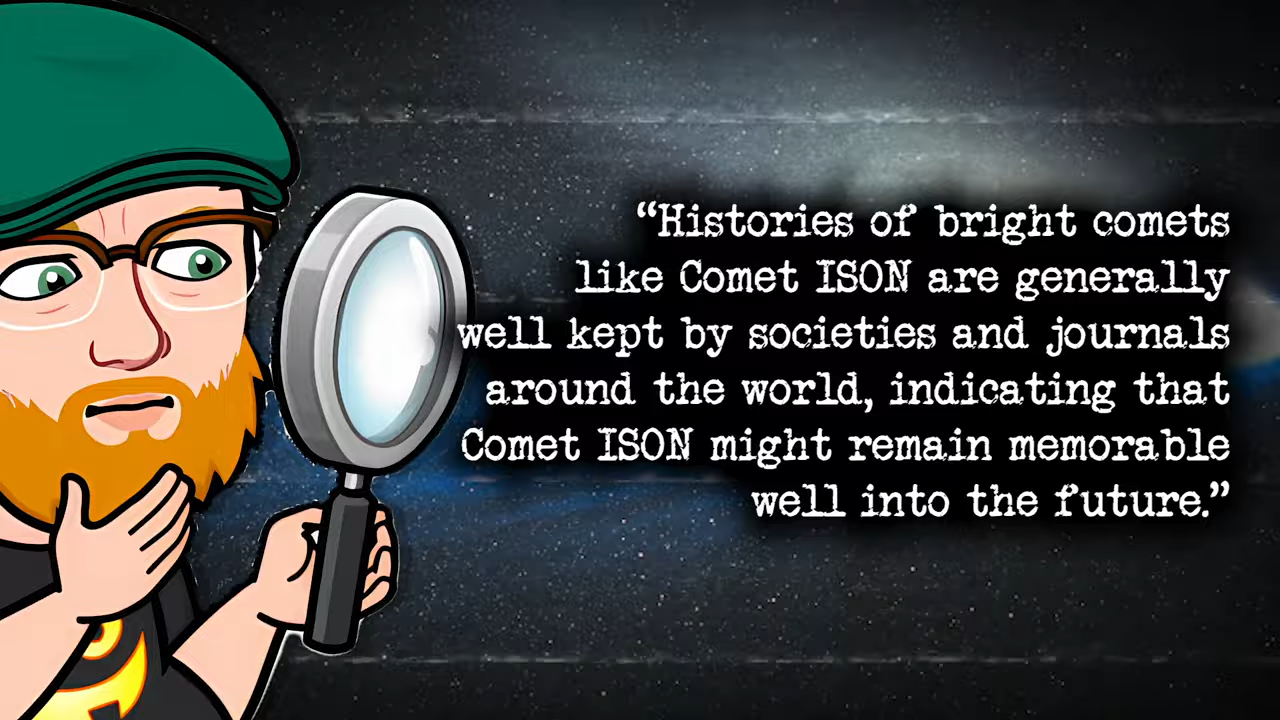 “Histories of bright comets
like Comet ISON are generally
well kept by societies and journals
around the world, indicating that
Comet ISON might remain memorable
well into the future.”